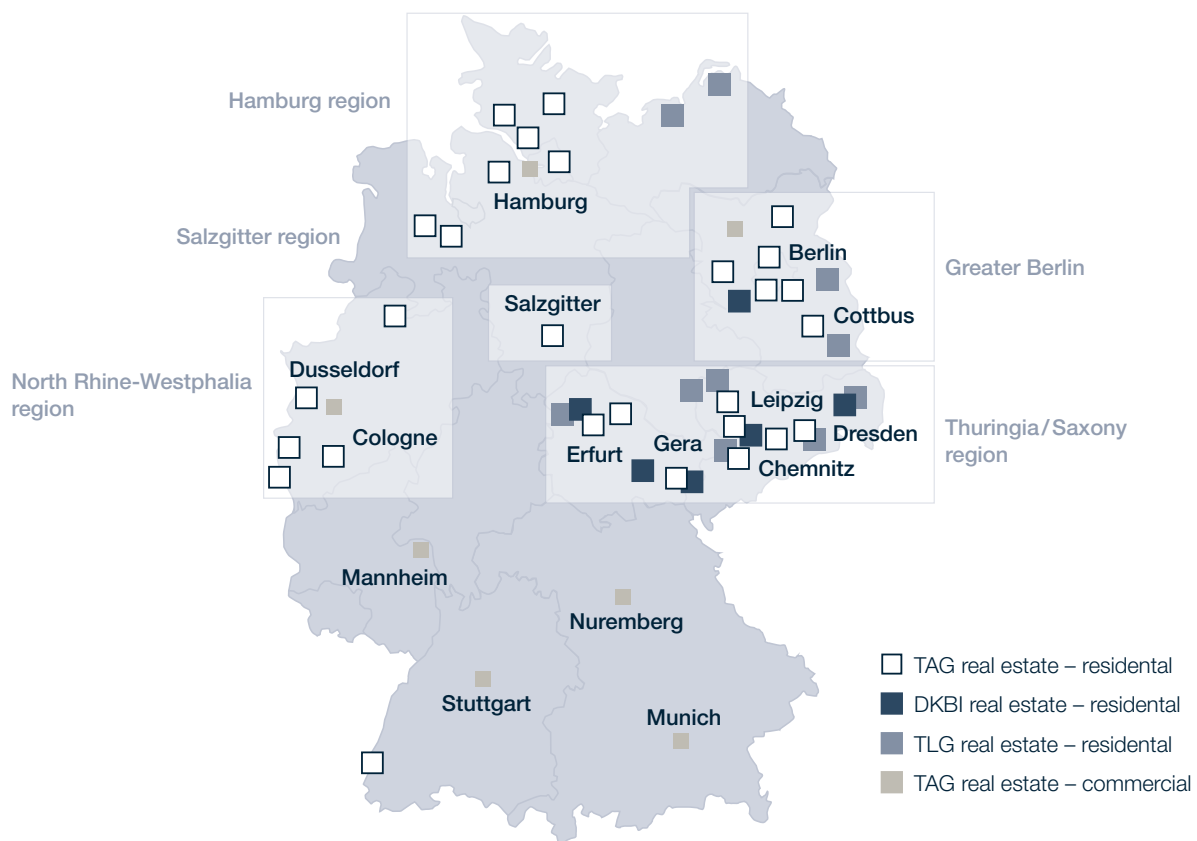 Hamburg region
Hamburg
Salzgitter region
Berlin
Greater Berlin
Salzgitter
Cottbus
Dusseldorf
North Rhine-Westphalia
region
Cologne
Leipzig
Thuringia/Saxony
region
Dresden
Gera
Erfurt
Chemnitz
Mannheim
Nuremberg
Stuttgart
Munich
TAG real estate – residental
DKBI real estate – residental
TLG real estate – residental
TAG real estate – commercial